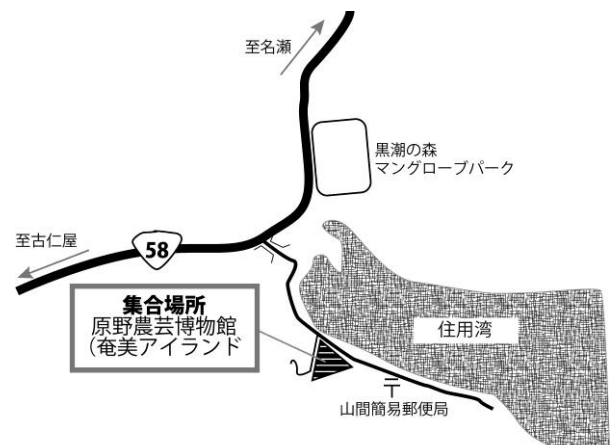 至名瀬
黒潮の森
マングローブパーク
至古仁屋
58
集合場所
原野農芸博物館
（奄美アイランド
住用湾
〒
山間簡易郵便局